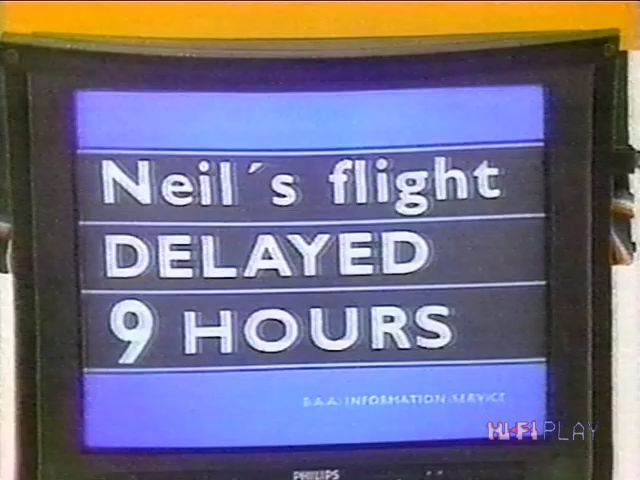 Neil´s flight
DELAYED
9 HOURS
B.A.A. INFORMATION SERVICE
HI-FI PLAY
PHILIPS